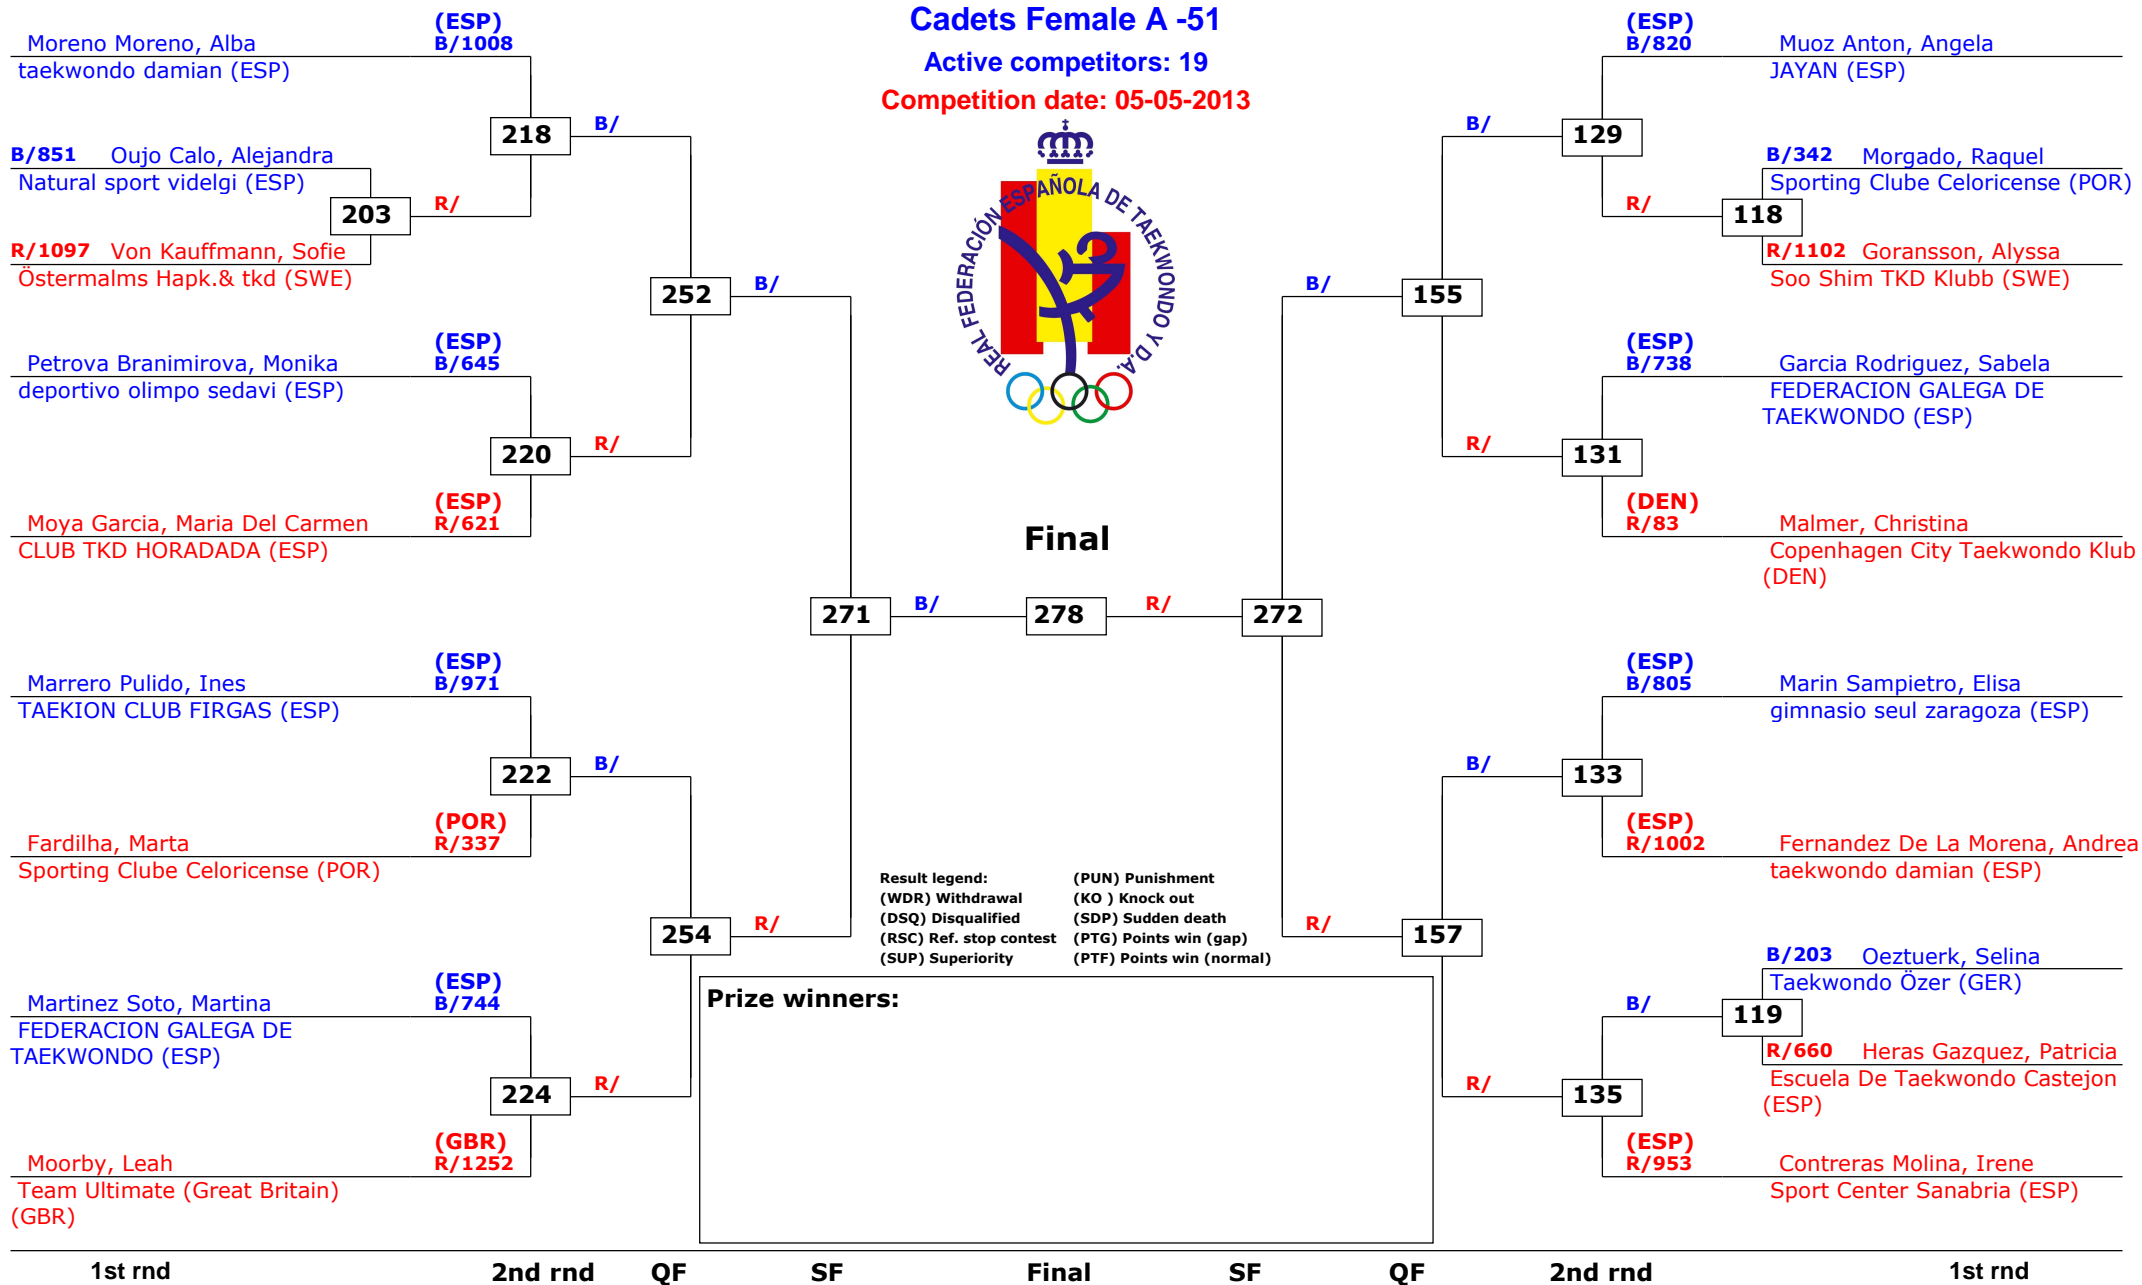 Cadets Female A -51
Active competitors: 19
Competition date: 05-05-2013
REAL FEDERACIÓN ESPAÑOLA DE TAEKWONDO Y D.A.
(ESP)
Moreno Moreno, Alba B/1008
taekwondo damian (ESP)
218
B/
B/851 Oujo Calo, Alejandra
Natural sport videlgi (ESP)
203
R/
R/1097 Von Kauffmann, Sofie
Östermalms Hapk.& tkd (SWE)
252
B/
(ESP)
Petrova Branimirova, Monika B/645
deportivo olimpo sedavi (ESP)
220
R/
(ESP)
Moya Garcia, Maria Del Carmen R/621
CLUB TKD HORADADA (ESP)
271
B/
(ESP)
Marrero Pulido, Ines B/971
TAEKION CLUB FIRGAS (ESP)
222
B/
(POR)
Fardilha, Marta R/337
Sporting Clube Celoricense (POR)
254
R/
(ESP)
Martinez Soto, Martina B/744
FEDERACION GALEGA DE
TAEKWONDO (ESP)
224
R/
(GBR)
Moorby, Leah R/1252
Team Ultimate (Great Britain)
(GBR)
Final
278
R/
272
(ESP)
B/820 Muoz Anton, Angela
JAYAN (ESP)
B/
129
B/342 Morgado, Raquel
Sporting Clube Celoricense (POR)
R/
118
R/1102 Goransson, Alyssa
Soo Shim TKD Klubb (SWE)
B/
155
(ESP)
B/738 Garcia Rodriguez, Sabela
FEDERACION GALEGA DE
TAEKWONDO (ESP)
R/
131
(DEN)
R/83 Malmer, Christina
Copenhagen City Taekwondo Klub
(DEN)
(ESP)
B/805 Marin Sampietro, Elisa
gimnasio seul zaragoza (ESP)
B/
133
(ESP)
R/1002 Fernandez De La Morena, Andrea
taekwondo damian (ESP)
R/
157
B/203 Oeztuerk, Selina
Taekwondo Özer (GER)
B/
119
R/660 Heras Gazquez, Patricia
Escuela De Taekwondo Castejon
(ESP)
R/
135
(ESP)
R/953 Contreras Molina, Irene
Sport Center Sanabria (ESP)
Result legend: (PUN) Punishment
(WDR) Withdrawal (KO ) Knock out
(DSQ) Disqualified (SDP) Sudden death
(RSC) Ref. stop contest (PTG) Points win (gap)
(SUP) Superiority (PTF) Points win (normal)
Prize winners:
1st rnd 2nd rnd QF SF Final SF QF 2nd rnd 1st rnd